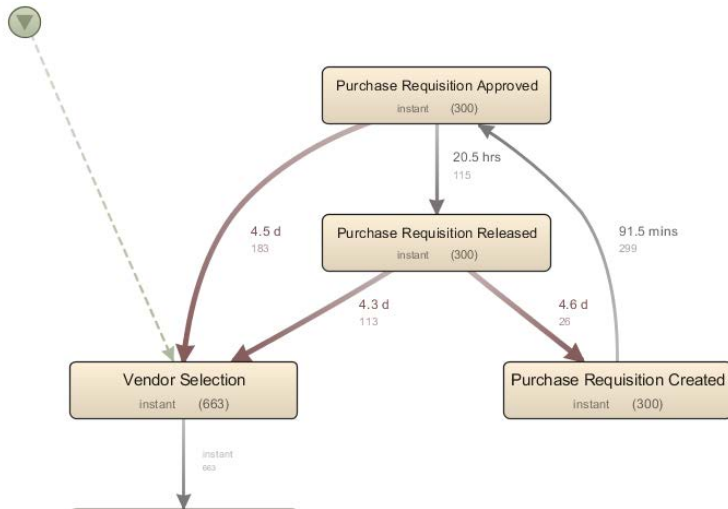 Purchase Requisition Approved
instant (300)
20.5 hrs
115
Purchase Requisition Released
instant (300)
4.5 d
183
91.5 mins
299
4.3 d
113
4.6 d
26
Vendor Selection
instant (663)
Purchase Requisition Created
instant (300)
instant
663